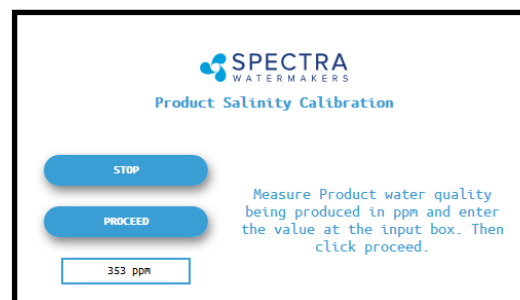 SPECTRA
WATERMAKERS
Product Salinity Calibration
STOP
PROCEED
353 ppm
Measure Product water quality
being produced in ppm and enter
the value at the input box. Then
click proceed.